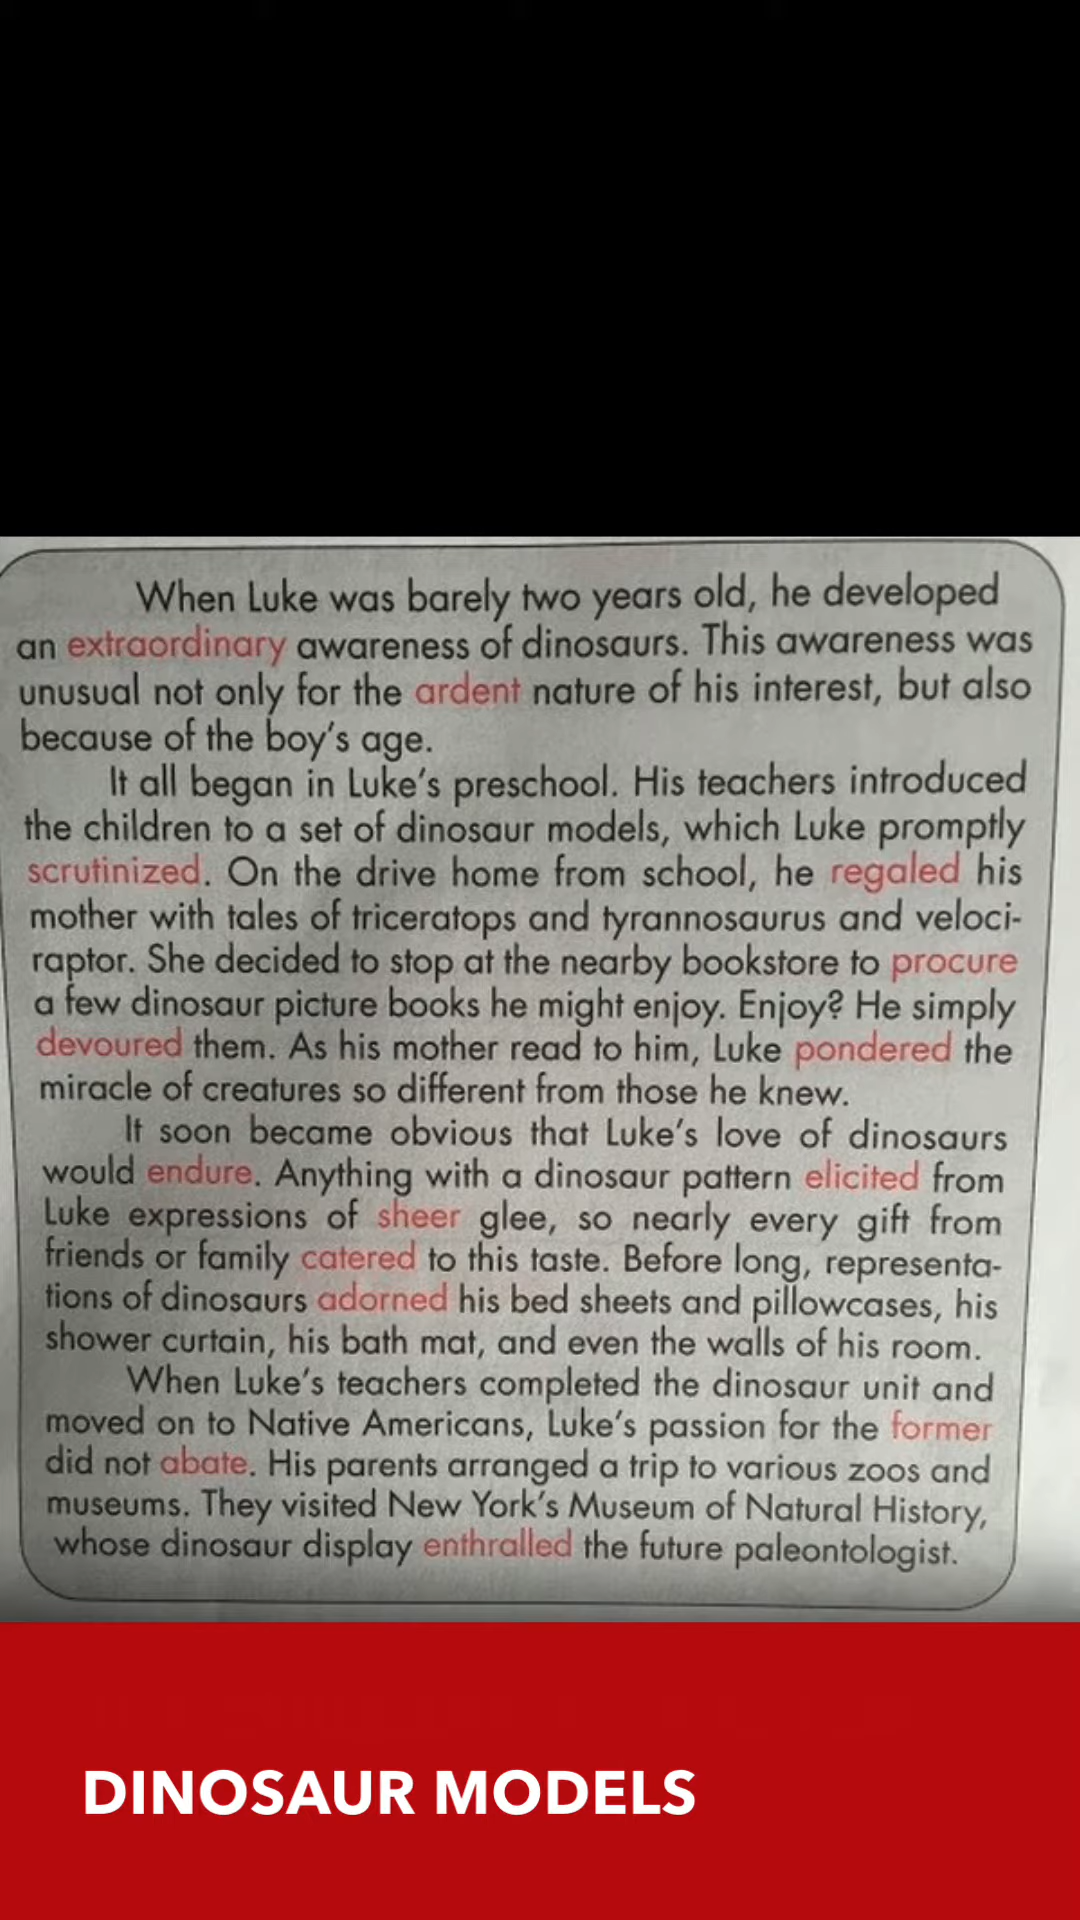 When Luke was barely two years old, he developed
an extraordinary awareness of dinosaurs. This awareness was
unusual not only for the ardent nature of his interest, but also
because of the boy's age.
It all began in Luke's preschool. His teachers introduced
the children to a set of dinosaur models, which Luke promptly
scrutinized. On the drive home from school, he regaled his
mother with tales of triceratops and tyrannosaurus and veloci-
raptor. She decided to stop at the nearby bookstore to procure
a few dinosaur picture books he might enjoy. Enjoy? He simply
devoured them. As his mother read to him, Luke pondered the
miracle of creatures so different from those he knew.
It soon became obvious that Luke's love of dinosaurs
would endure. Anything with a dinosaur pattern elicited from
Luke expressions of sheer glee, so nearly every gift from
friends or family catered to this taste. Before long, representa-
tions of dinosaurs adorned his bed sheets and pillowcases, his
shower curtain, his bath mat, and even the walls of his room.
When Luke's teachers completed the dinosaur unit and
moved on to Native Americans, Luke's passion for the former
did not abate. His parents arranged a trip to various zoos and
museums. They visited New York's Museum of Natural History,
whose dinosaur display enthralled the future paleontologist.
DINOSAUR MODELS